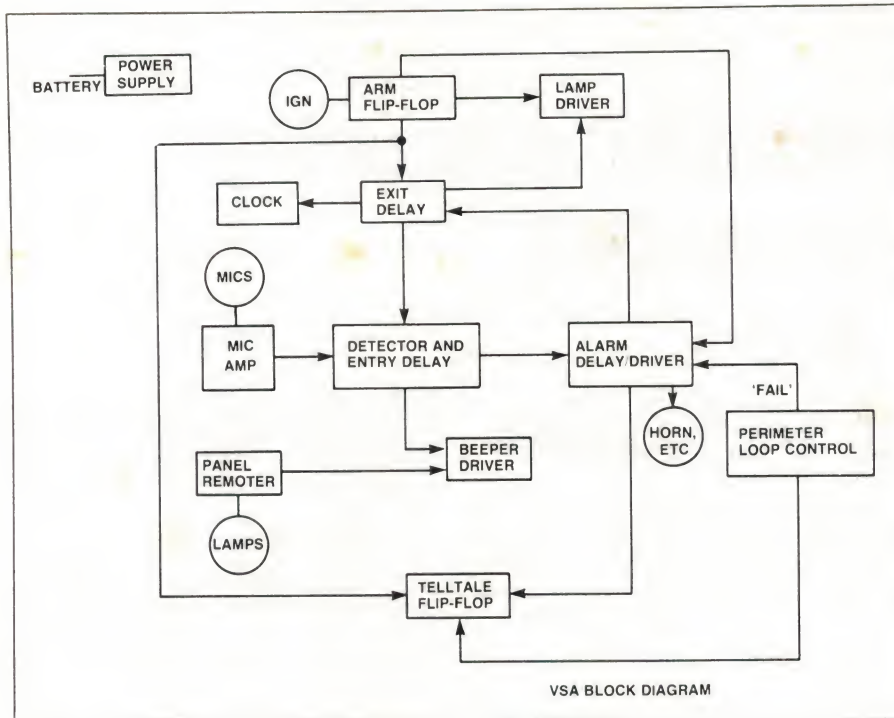 POWER
SUPPLY
BATTERY
IGN
ARM
FLIP-FLOP
LAMP
DRIVER
CLOCK
EXIT
DELAY
MICS
MIC
AMP
DETECTOR AND
ENTRY DELAY
ALARM
DELAY/DRIVER
'FAIL'
HORN,
ETC
PERIMETER
LOOP CONTROL
PANEL
REMOTER
BEEPER
DRIVER
LAMPS
TELLTALE
FLIP-FLOP
VSA BLOCK DIAGRAM